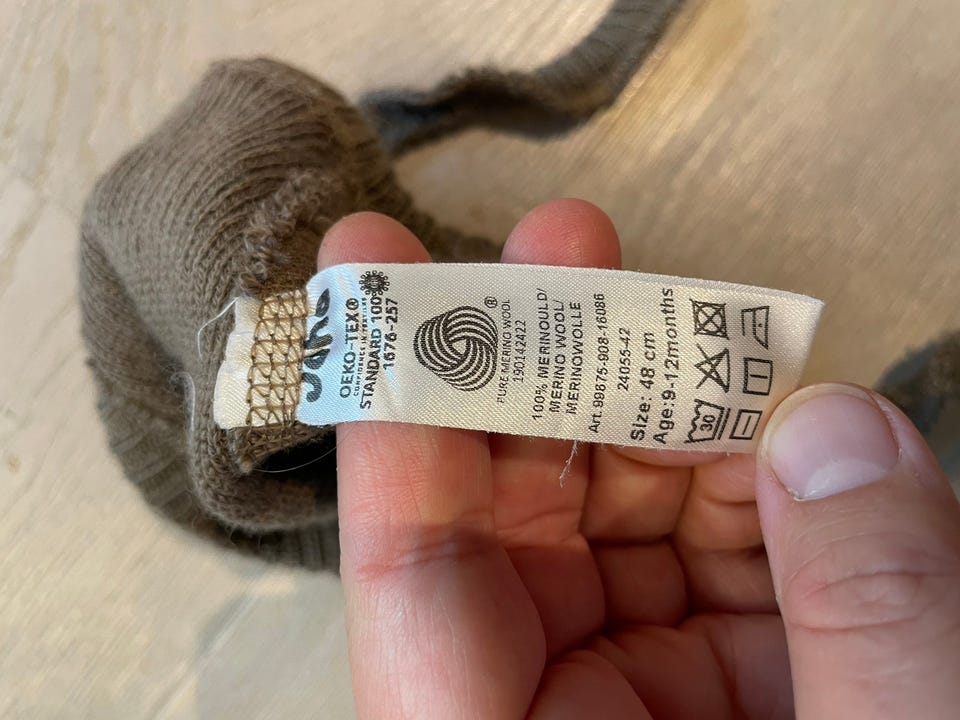 OEKO-TEX®
CONFIDENCE IN TEXTILES
STANDARD 100
1676-257
®
PURE MERINO WOOL
190142422
100% MERINOULD/
MERINO WOOL/
MERINOWOLLE
Art. 99875-908-16086
24055-42
Size: 48 cm
Age:9-12months
30